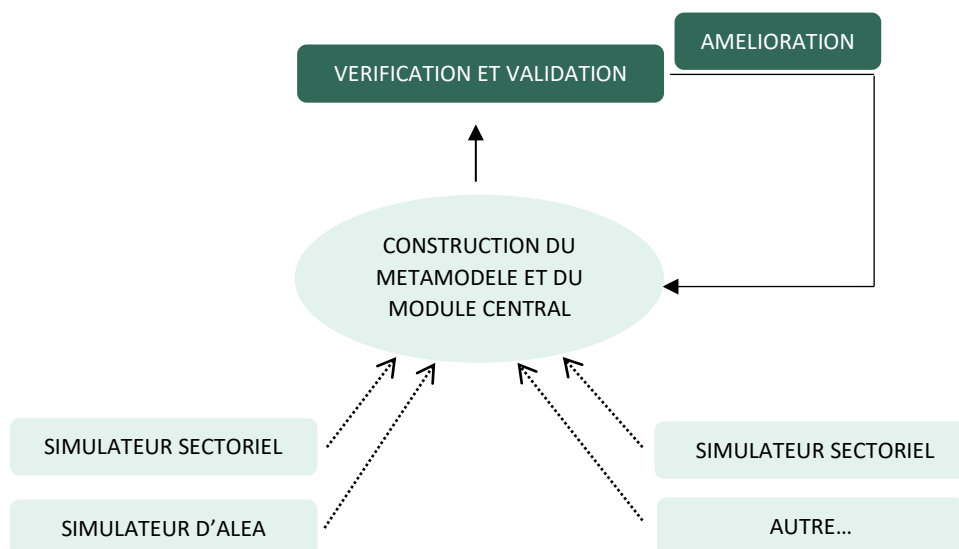 AMELIORATION
VERIFICATION ET VALIDATION
CONSTRUCTION DU
METAMODELE ET DU
MODULE CENTRAL
SIMULATEUR SECTORIEL
SIMULATEUR SECTORIEL
SIMULATEUR D’ALEA
AUTRE…